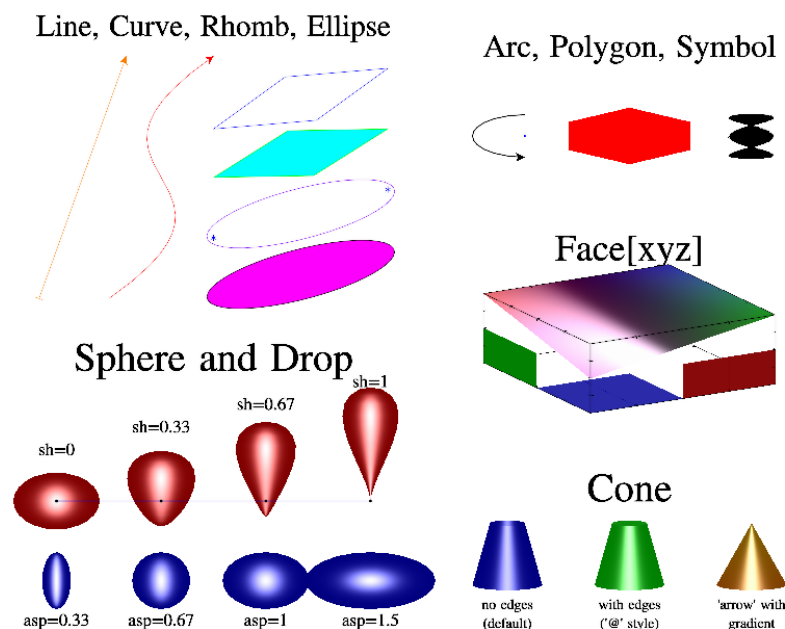 Line, Curve, Rhomb, Ellipse
Arc, Polygon, Symbol
Face[xyz]
Sphere and Drop
sh=0
sh=0.33
sh=0.67
sh=1
asp=0.33
asp=0.67
asp=1
asp=1.5
Cone
no edges
(default)
with edges
('@' style)
'arrow' with
gradient